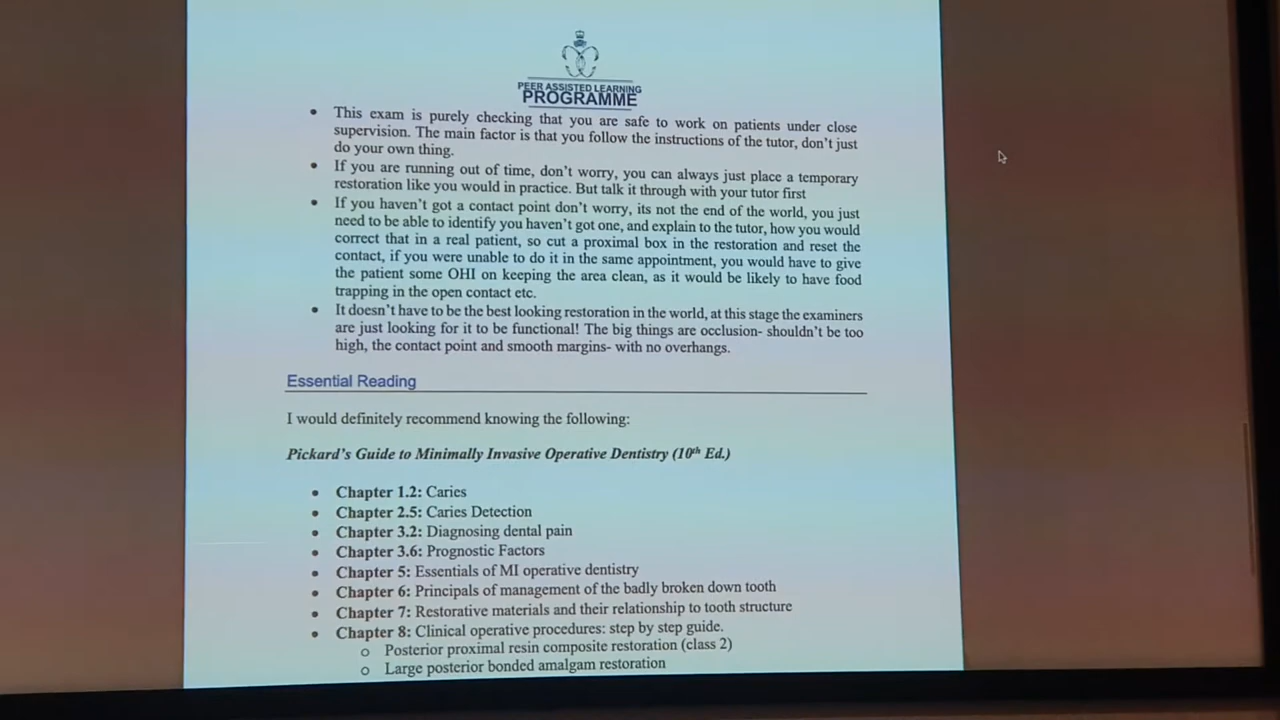 PEER ASSISTED LEARNING
PROGRAMME
• This exam is purely checking that you are safe to work on patients under close
supervision. The main factor is that you follow the instructions of the tutor, don't just
do your own thing.
• If you are running out of time, don't worry, you can always just place a temporary
restoration like you would in practice. But talk it through with your tutor first
• If you haven't got a contact point don't worry, its not the end of the world, you just
need to be able to identify you haven't got one, and explain to the tutor, how you would
correct that in a real patient, so cut a proximal box in the restoration and reset the
contact, if you were unable to do it in the same appointment, you would have to give
the patient some OHI on keeping the area clean, as it would be likely to have food
trapping in the open contact etc.
• It doesn't have to be the best looking restoration in the world, at this stage the examiners
are just looking for it to be functional! The big things are occlusion- shouldn't be too
high, the contact point and smooth margins- with no overhangs.
Essential Reading
I would definitely recommend knowing the following:
Pickard's Guide to Minimally Invasive Operative Dentistry (10th Ed.)
• Chapter 1.2: Caries
• Chapter 2.5: Caries Detection
• Chapter 3.2: Diagnosing dental pain
• Chapter 3.6: Prognostic Factors
• Chapter 5: Essentials of MI operative dentistry
• Chapter 6: Principals of management of the badly broken down tooth
• Chapter 7: Restorative materials and their relationship to tooth structure
• Chapter 8: Clinical operative procedures: step by step guide.
o Posterior proximal resin composite restoration (class 2)
o Large posterior bonded amalgam restoration